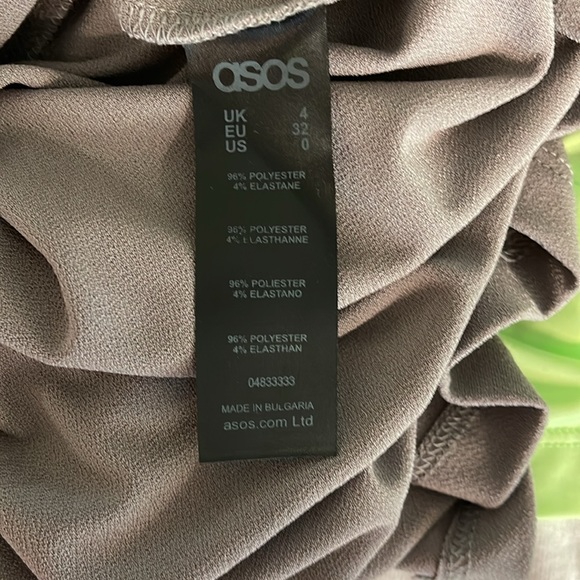 asos
UK 4
EU 32
US 0
96% POLYESTER
4% ELASTANE
96% POLYESTER
4% ELASTHANNE
96% POLIESTER
4% ELASTANO
96% POLYESTER
4% ELASTHAN
04833333
MADE IN BULGARIA
asos.com Ltd